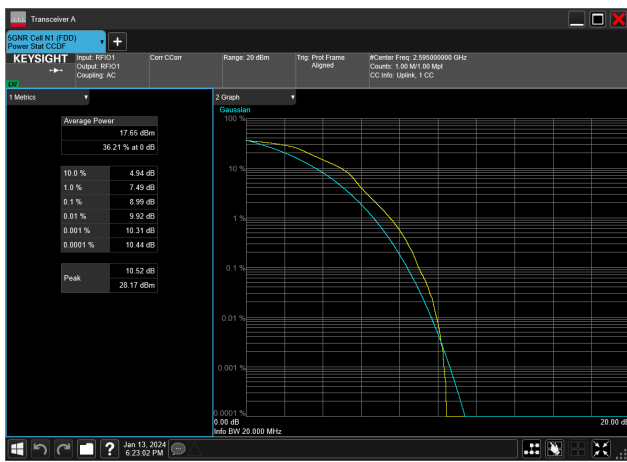 Transceiver A
5GNR Cell N1 (FDD)
Power Stat CCDF
KEYSIGHT
Input: RFIO1
Output: RFIO1
Coupling: AC
Corr CCorr
Range: 20 dBm
Trig: Prot Frame
Aligned
#Center Freq: 2.595000000 GHz
Counts: 1.00 M/1.00 Mpt
CC Info: Uplink, 1 CC
1 Metrics
Average Power
17.65 dBm
36.21 % at 0 dB
10.0 % 4.94 dB
1.0 % 7.49 dB
0.1 % 8.99 dB
0.01 % 9.92 dB
0.001 % 10.31 dB
0.0001 % 10.44 dB
Peak 10.52 dB
28.17 dBm
2 Graph
Gaussian
100 %
10 %
1 %
0.1 %
0.01 %
0.001 %
0.0001 %
0.00 dB
20.00 dB
Info BW 20.000 MHz
Jan 13, 2024
6:23:02 PM